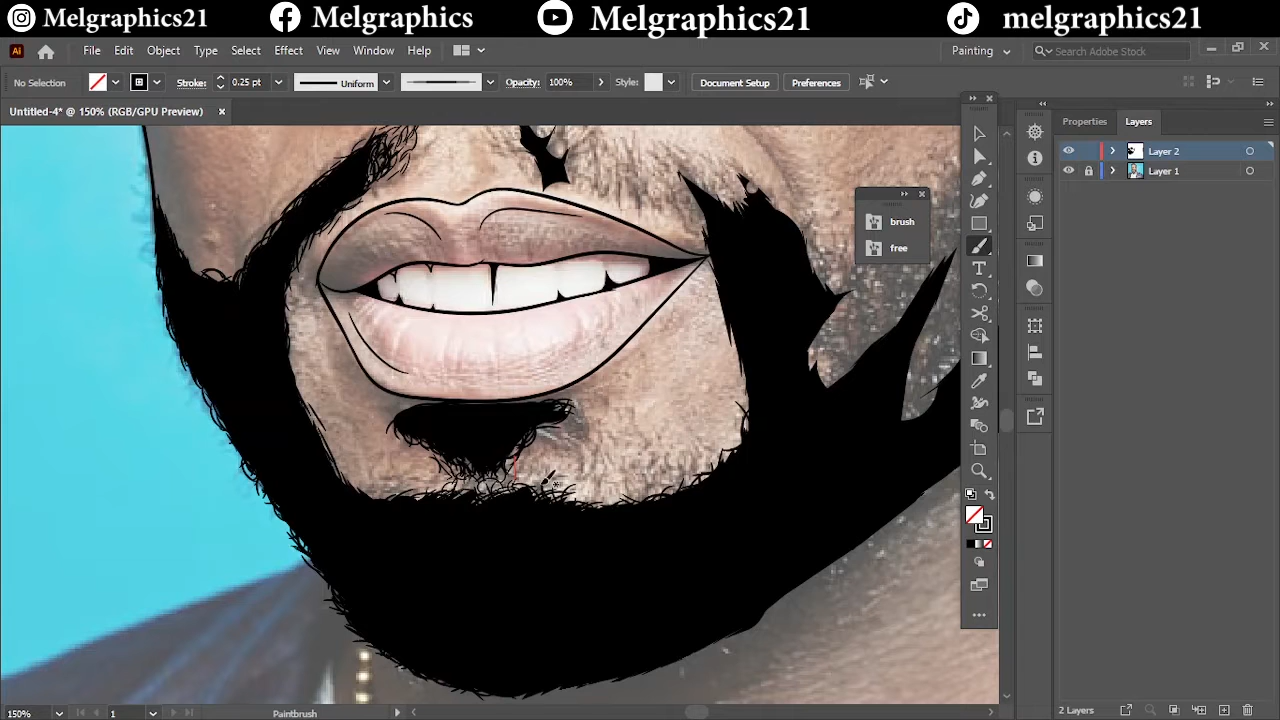 Melgraphics21 Melgraphics Melgraphics21 melgraphics21
Ai File Edit Object Type Select Effect View Window Help Painting Search Adobe Stock
No Selection Stroke: 0.25 pt Uniform Opacity: 100% Style: Document Setup Preferences
Untitled-4* @ 150% (RGB/GPU Preview)
Properties Layers
Layer 2
Layer 1
brush
free
150% 1 Paintbrush 2 Layers